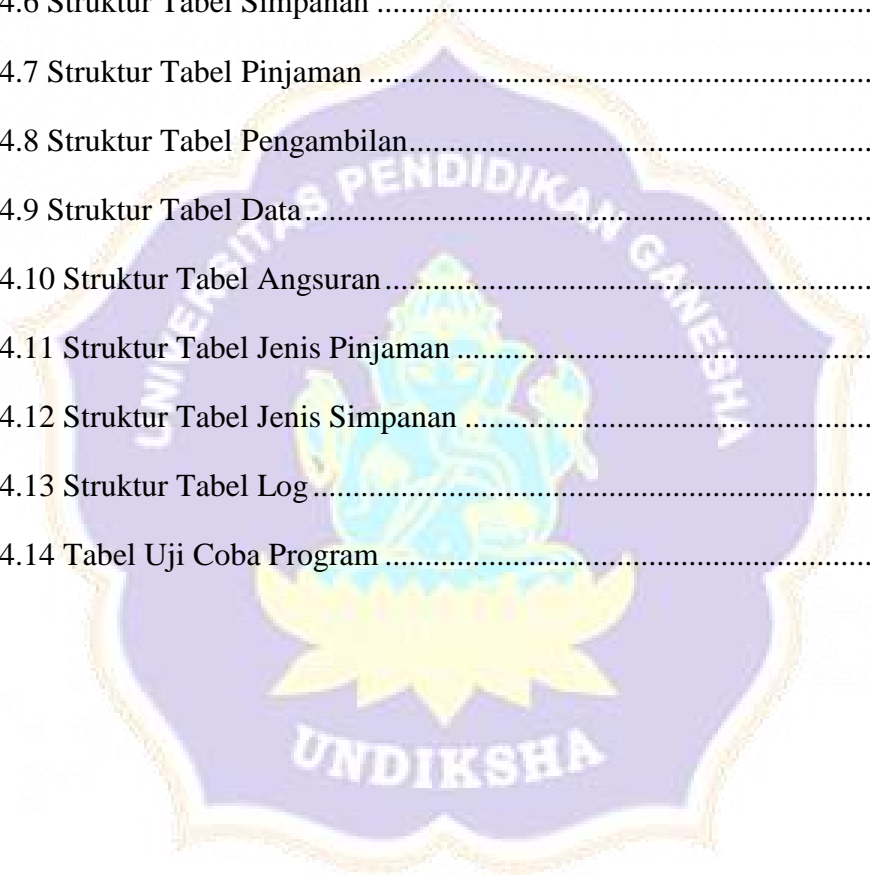 4.6 Struktur Tabel Simpanan ..............................................................
4.7 Struktur Tabel Pinjaman ...............................................................
4.8 Struktur Tabel Pengambilan..........................................................
4.9 Struktur Tabel Data.......................................................................
4.10 Struktur Tabel Angsuran.............................................................
4.11 Struktur Tabel Jenis Pinjaman ....................................................
4.12 Struktur Tabel Jenis Simpanan ...................................................
4.13 Struktur Tabel Log......................................................................
4.14 Tabel Uji Coba Program .............................................................
UNIVERSITAS PENDIDIKAN GANESHA
UNDIKSHA